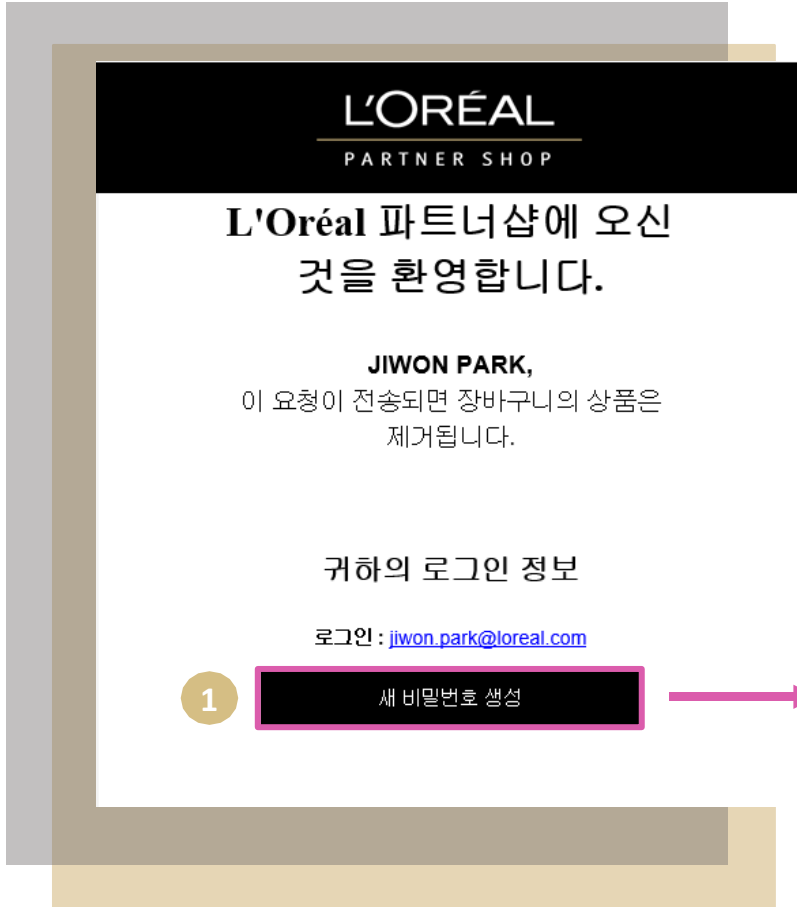 L'ORÉAL
PARTNER SHOP
L'Oréal 파트너샵에 오신
것을 환영합니다.
JIWON PARK,
이 요청이 전송되면 장바구니의 상품은
제거됩니다.
귀하의 로그인 정보
로그인 : jiwon.park@loreal.com
1
새 비밀번호 생성